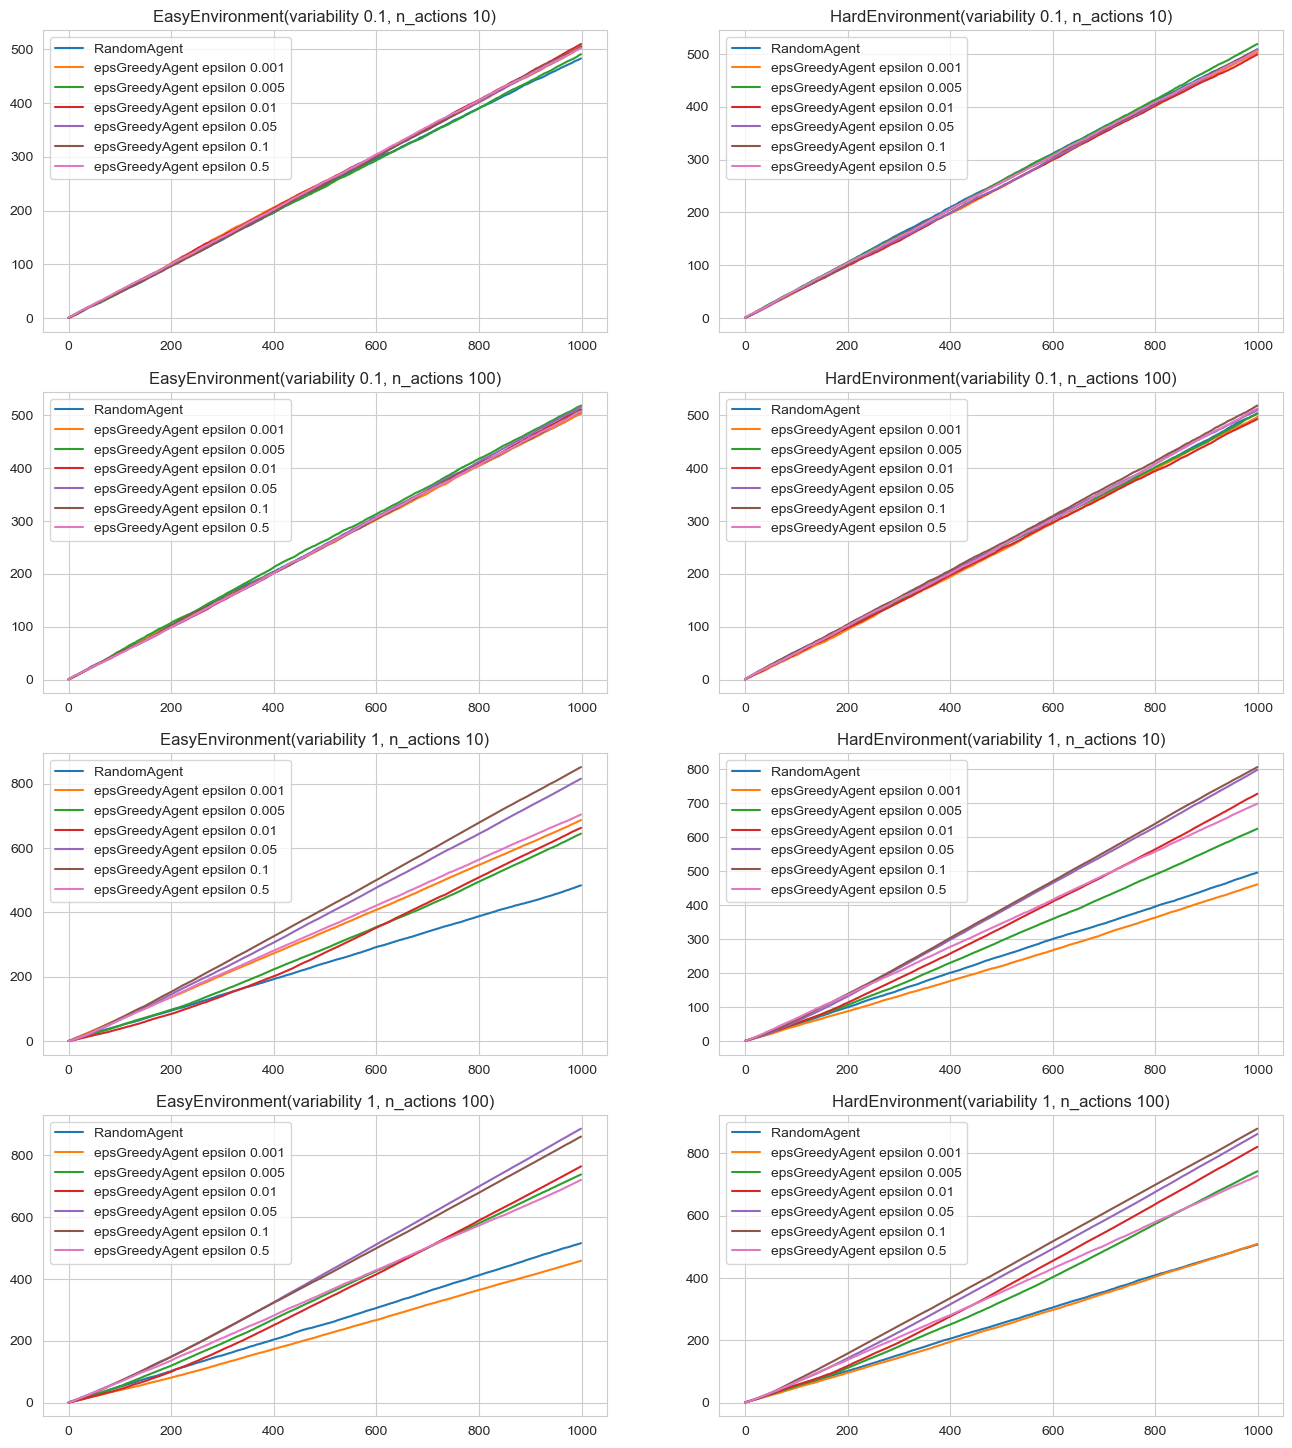 EasyEnvironment(variability 0.1, n_actions 10)
500
400
300
200
100
0
RandomAgent
epsGreedyAgent epsilon 0.001
epsGreedyAgent epsilon 0.005
epsGreedyAgent epsilon 0.01
epsGreedyAgent epsilon 0.05
epsGreedyAgent epsilon 0.1
epsGreedyAgent epsilon 0.5
0 200 400 600 800 1000
HardEnvironment(variability 0.1, n_actions 10)
500
400
300
200
100
0
RandomAgent
epsGreedyAgent epsilon 0.001
epsGreedyAgent epsilon 0.005
epsGreedyAgent epsilon 0.01
epsGreedyAgent epsilon 0.05
epsGreedyAgent epsilon 0.1
epsGreedyAgent epsilon 0.5
0 200 400 600 800 1000
EasyEnvironment(variability 0.1, n_actions 100)
500
400
300
200
100
0
RandomAgent
epsGreedyAgent epsilon 0.001
epsGreedyAgent epsilon 0.005
epsGreedyAgent epsilon 0.01
epsGreedyAgent epsilon 0.05
epsGreedyAgent epsilon 0.1
epsGreedyAgent epsilon 0.5
0 200 400 600 800 1000
HardEnvironment(variability 0.1, n_actions 100)
500
400
300
200
100
0
RandomAgent
epsGreedyAgent epsilon 0.001
epsGreedyAgent epsilon 0.005
epsGreedyAgent epsilon 0.01
epsGreedyAgent epsilon 0.05
epsGreedyAgent epsilon 0.1
epsGreedyAgent epsilon 0.5
0 200 400 600 800 1000
EasyEnvironment(variability 1, n_actions 10)
800
600
400
200
0
RandomAgent
epsGreedyAgent epsilon 0.001
epsGreedyAgent epsilon 0.005
epsGreedyAgent epsilon 0.01
epsGreedyAgent epsilon 0.05
epsGreedyAgent epsilon 0.1
epsGreedyAgent epsilon 0.5
0 200 400 600 800 1000
HardEnvironment(variability 1, n_actions 10)
800
700
600
500
400
300
200
100
0
RandomAgent
epsGreedyAgent epsilon 0.001
epsGreedyAgent epsilon 0.005
epsGreedyAgent epsilon 0.01
epsGreedyAgent epsilon 0.05
epsGreedyAgent epsilon 0.1
epsGreedyAgent epsilon 0.5
0 200 400 600 800 1000
EasyEnvironment(variability 1, n_actions 100)
800
600
400
200
0
RandomAgent
epsGreedyAgent epsilon 0.001
epsGreedyAgent epsilon 0.005
epsGreedyAgent epsilon 0.01
epsGreedyAgent epsilon 0.05
epsGreedyAgent epsilon 0.1
epsGreedyAgent epsilon 0.5
0 200 400 600 800 1000
HardEnvironment(variability 1, n_actions 100)
800
600
400
200
0
RandomAgent
epsGreedyAgent epsilon 0.001
epsGreedyAgent epsilon 0.005
epsGreedyAgent epsilon 0.01
epsGreedyAgent epsilon 0.05
epsGreedyAgent epsilon 0.1
epsGreedyAgent epsilon 0.5
0 200 400 600 800 1000